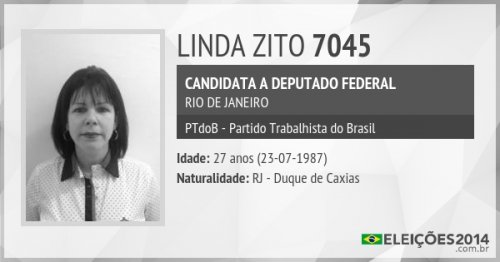 LINDA ZITO 7045
CANDIDATA A DEPUTADO FEDERAL
RIO DE JANEIRO
PTdoB - Partido Trabalhista do Brasil
Idade: 27 anos (23-07-1987)
Naturalidade: RJ - Duque de Caxias
ELEIÇÕES2014
.com.br